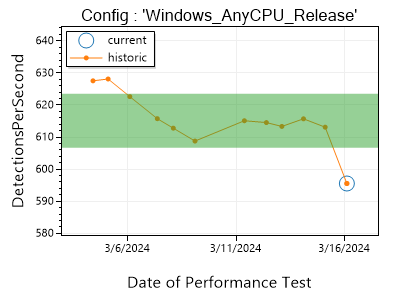 Config : 'Windows_AnyCPU_Release'
current
historic
DetectionsPerSecond
640
630
620
610
600
590
580
3/6/2024 3/11/2024 3/16/2024
Date of Performance Test